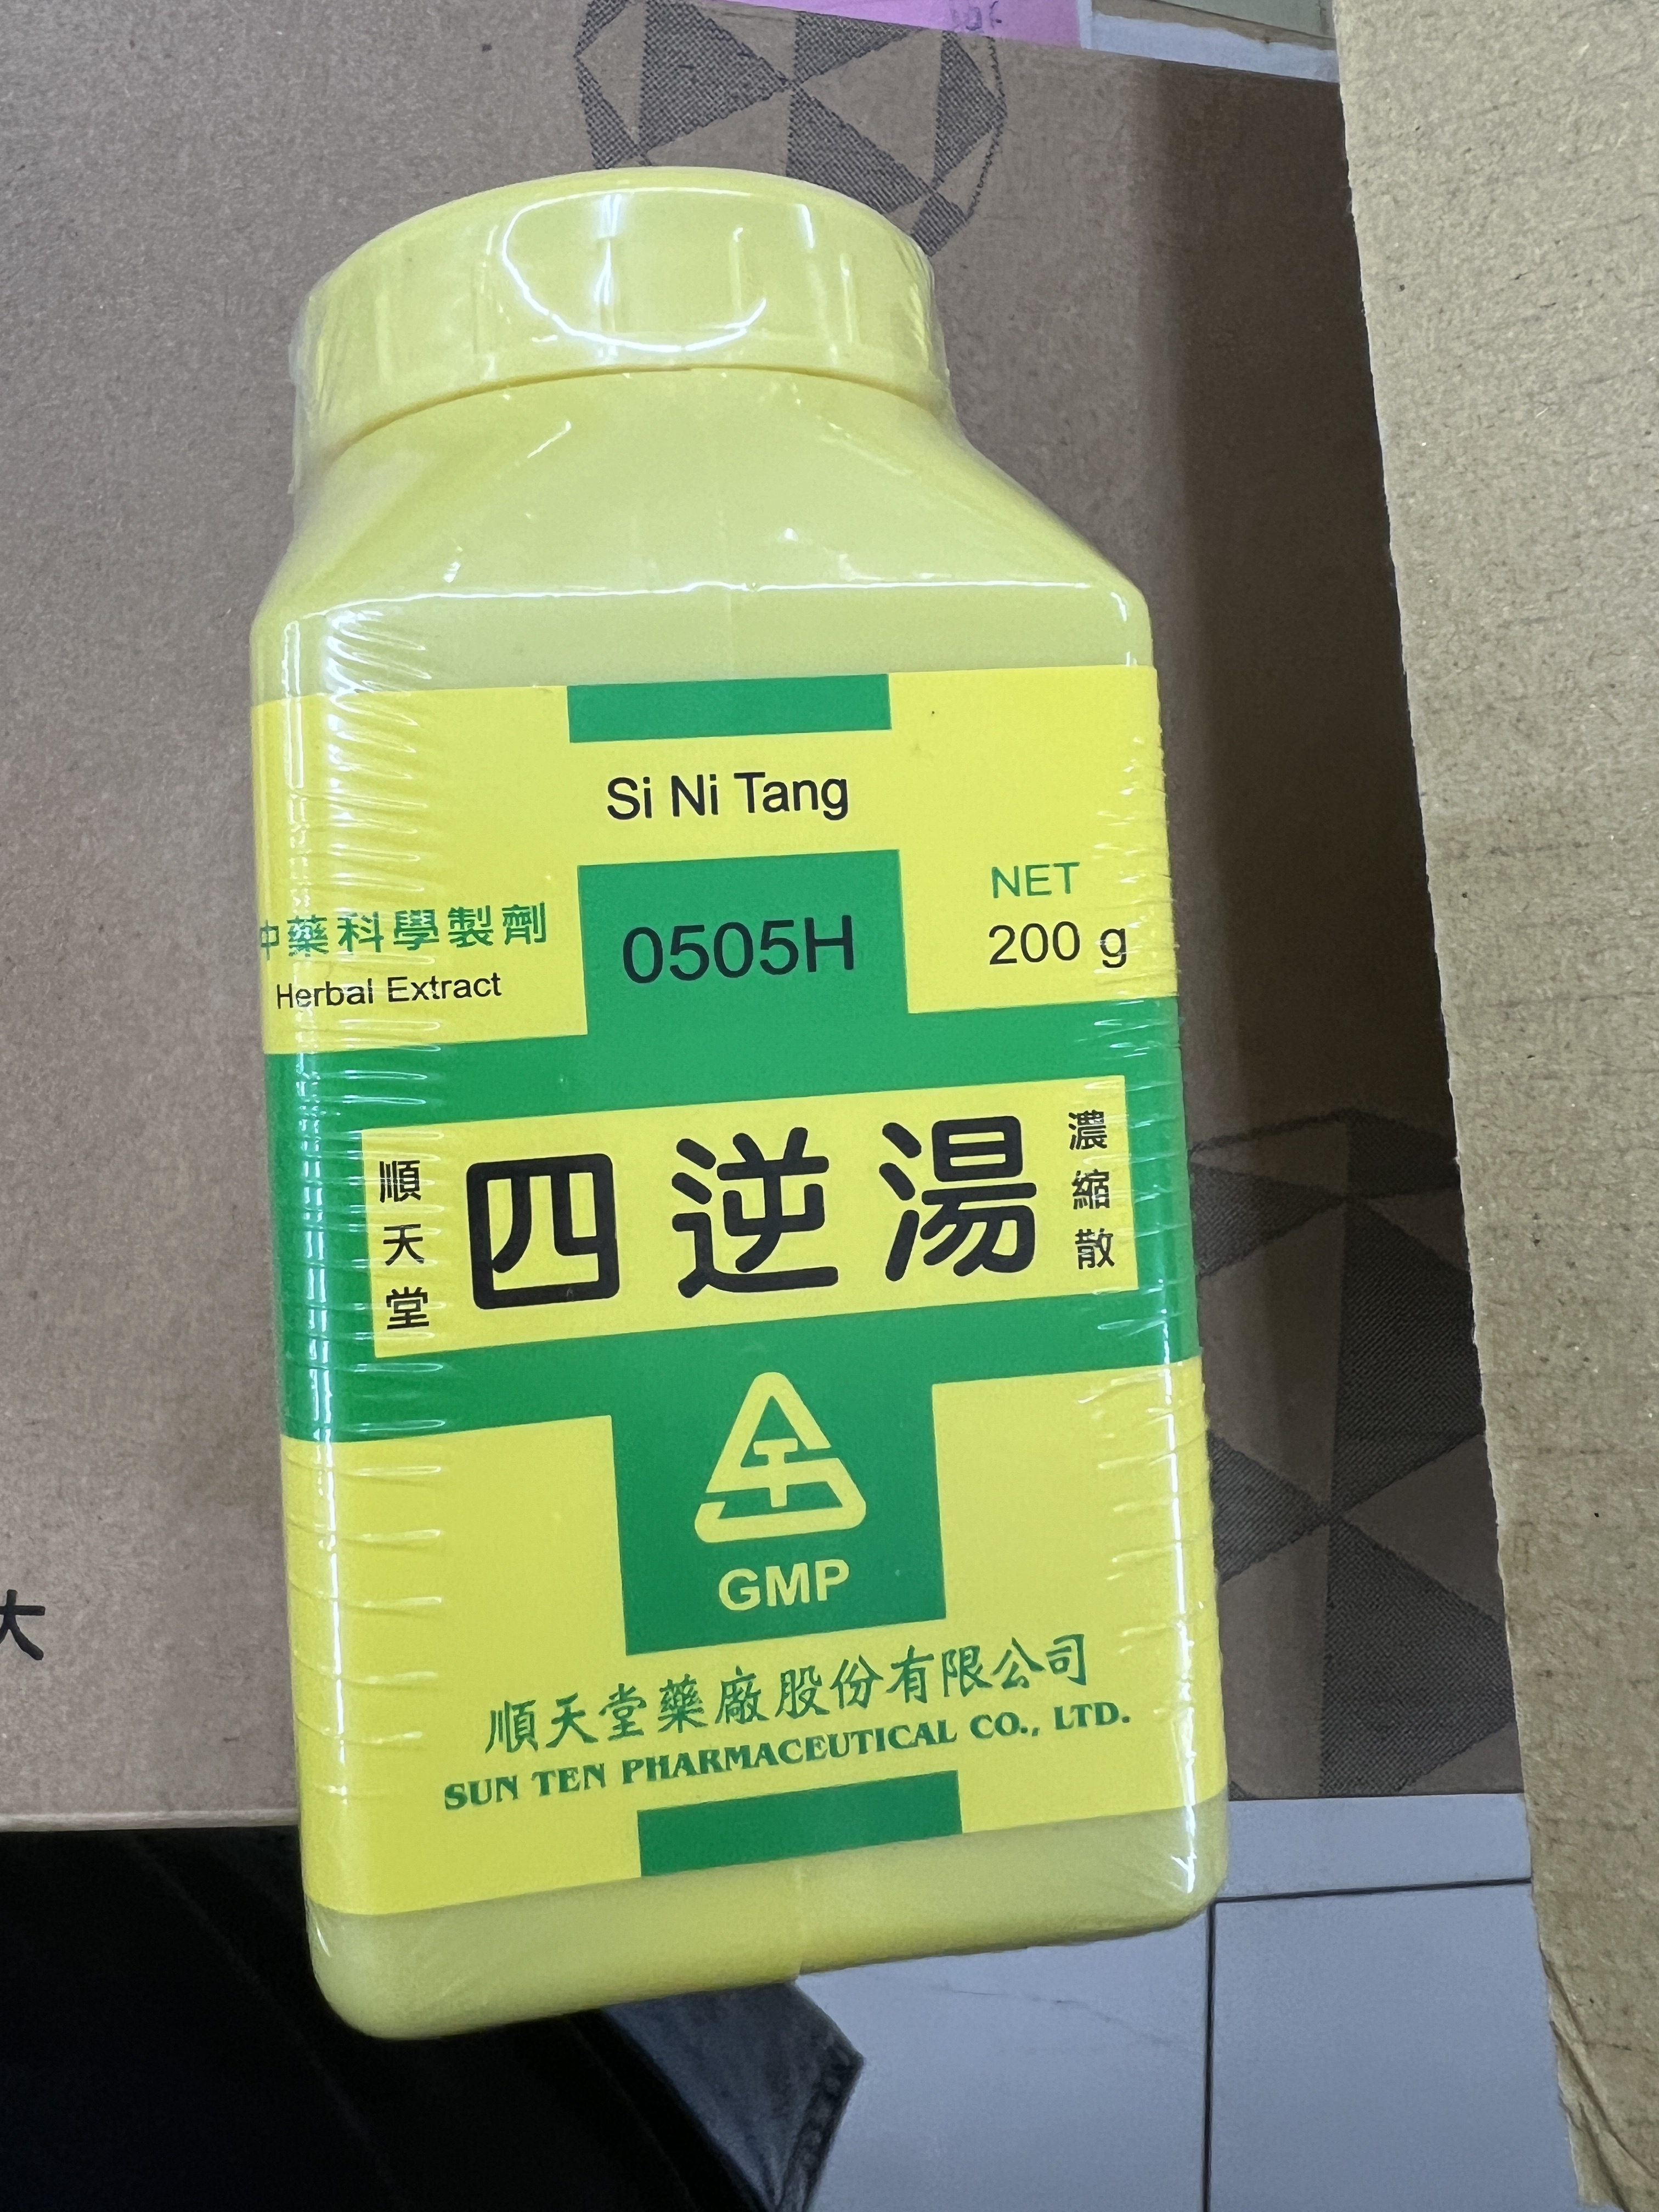 Si Ni Tang
中藥科學製劑
Herbal Extract
0505H
NET
200 g
順天堂
四逆湯
濃縮散
GMP
順天堂藥廠股份有限公司
SUN TEN PHARMACEUTICAL CO., LTD.
大